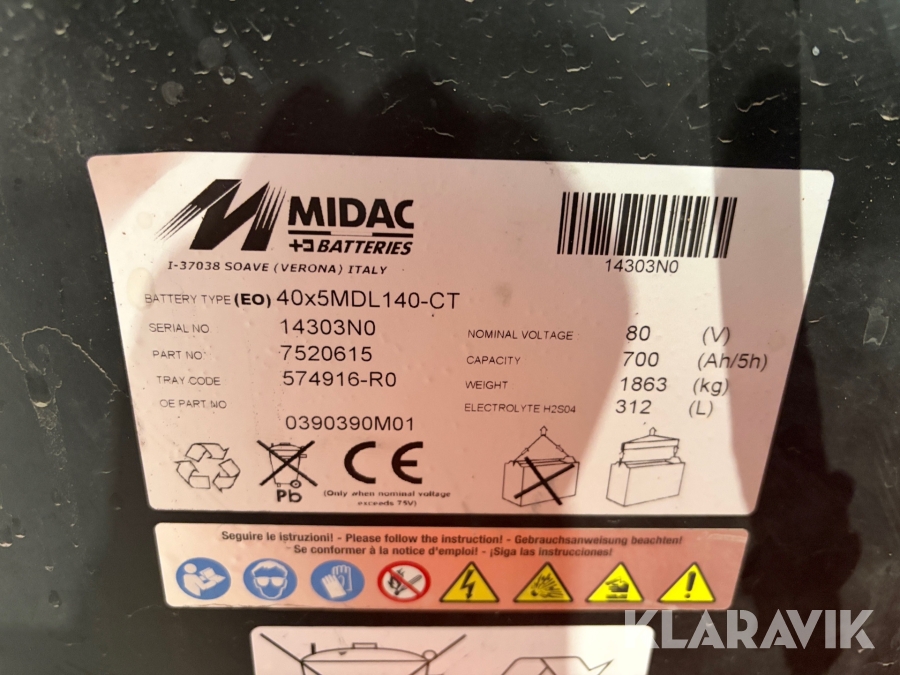 MIDAC
BATTERIES
I-37038 SOAVE (VERONA) ITALY
14303N0
BATTERY TYPE (EO) 40x5MDL140-CT
SERIAL NO. 14303N0
PART NO. 7520615
TRAY CODE 574916-R0
OE PART NO
0390390M01
NOMINAL VOLTAGE 80 (V)
CAPACITY 700 (Ah/5h)
WEIGHT 1863 (kg)
ELECTROLYTE H2S04 312 (L)
Pb
CE
(Only when nominal voltage
exceeds 75V)
Seguire le istruzioni! - Please follow the instruction! - Gebrauchsanweisung beachten!
- Se conformer à la notice d'emploi! - ¡Siga las instrucciones!
KLARAVIK